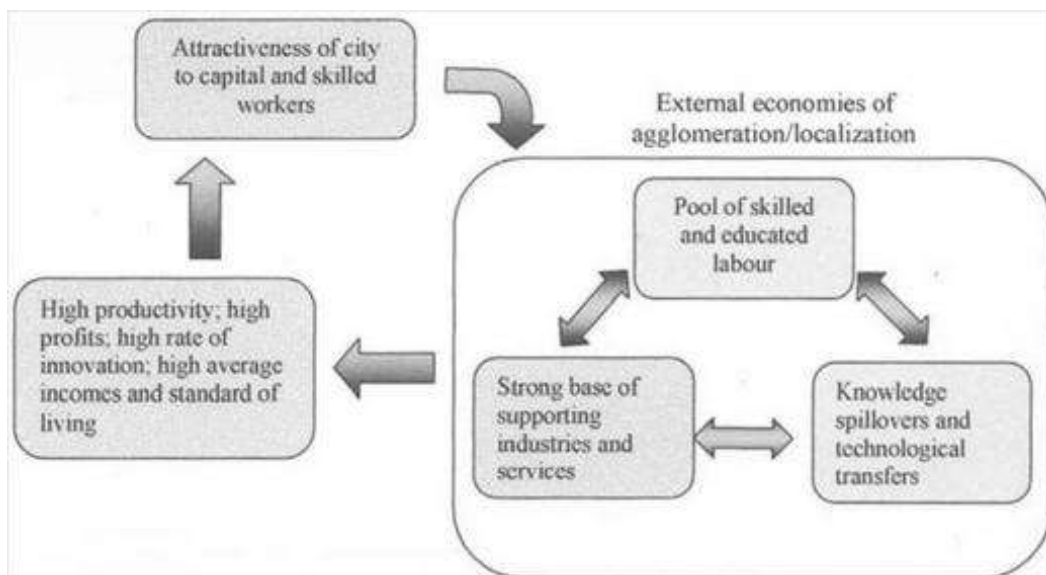 Attractiveness of city
to capital and skilled
workers
External economies of
agglomeration/localization
Pool of skilled
and educated
labour
High productivity; high
profits; high rate of
innovation; high average
incomes and standard of
living
Strong base of
supporting
industries and
services
Knowledge
spillovers and
technological
transfers